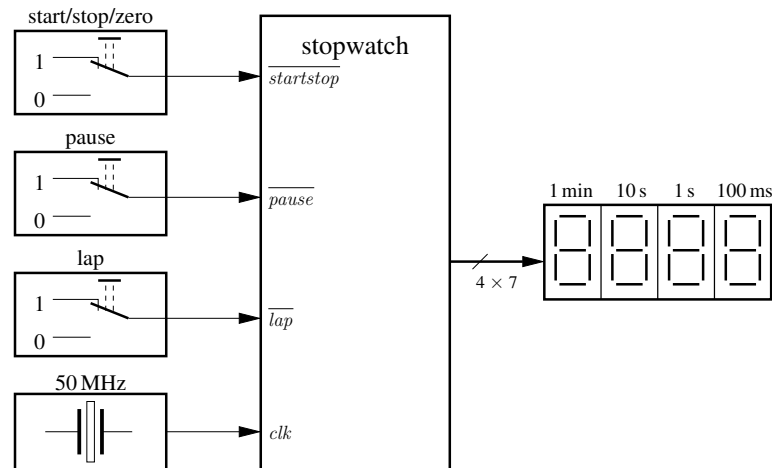 start/stop/zero
1
0
pause
1
0
lap
1
0
50 MHz
stopwatch
startstop
pause
lap
clk
4 × 7
1 min 10 s 1 s 100 ms